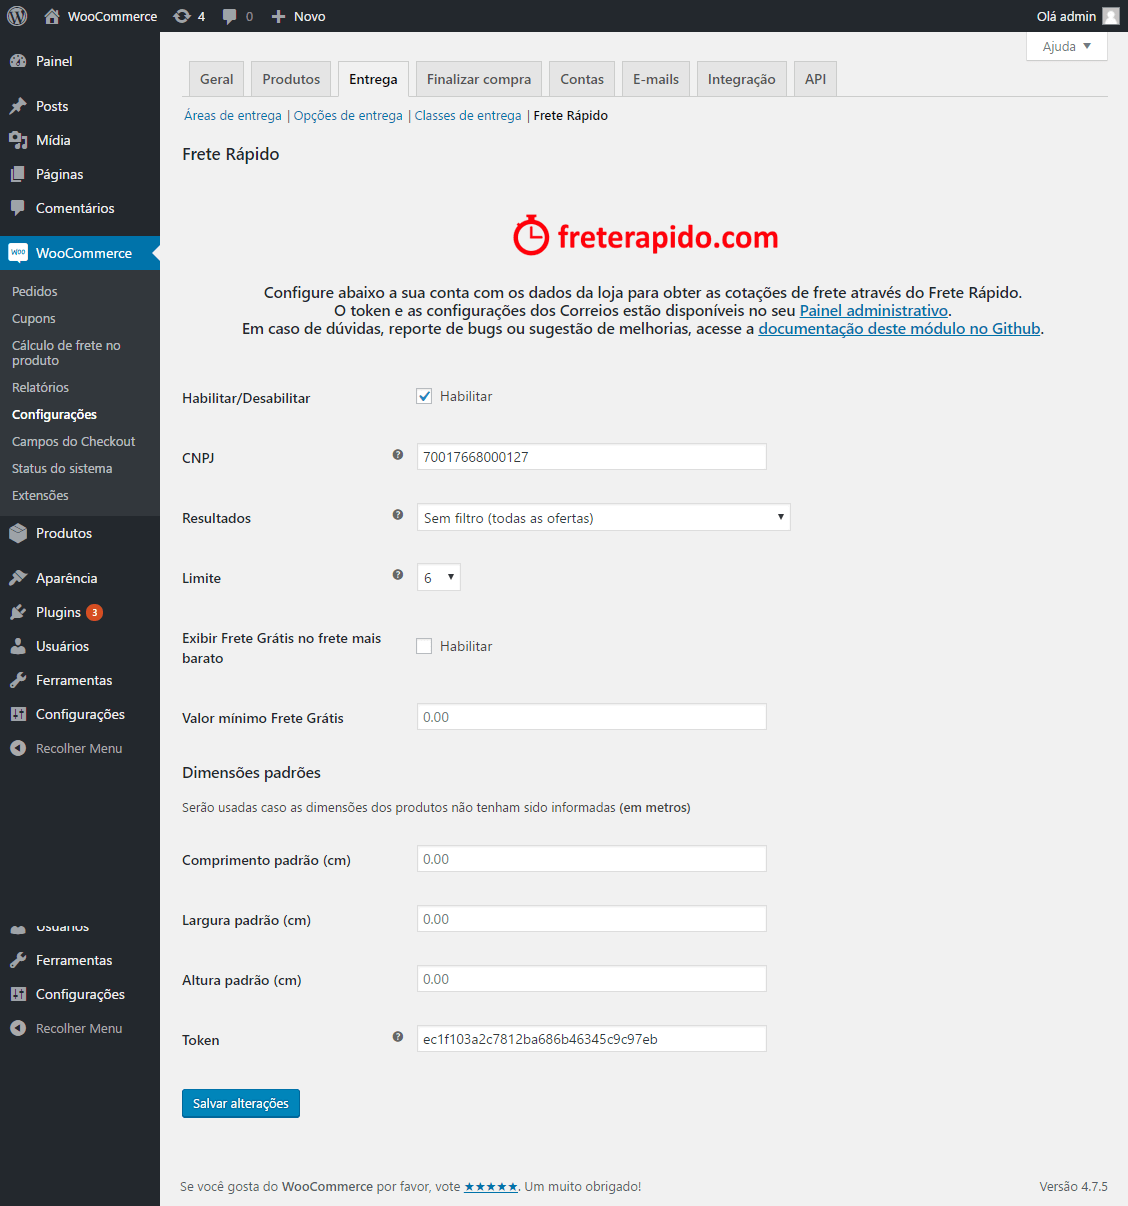 WooCommerce 4 0 Novo Olá admin
Ajuda
Painel
Posts
Mídia
Páginas
Comentários
WooCommerce
Pedidos
Cupons
Cálculo de frete no
produto
Relatórios
Configurações
Campos do Checkout
Status do sistema
Extensões
Produtos
Aparência
Plugins 3
Usuários
Ferramentas
Configurações
Recolher Menu
Usuários
Ferramentas
Configurações
Recolher Menu
Geral Produtos Entrega Finalizar compra Contas E-mails Integração API
Áreas de entrega | Opções de entrega | Classes de entrega | Frete Rápido
Frete Rápido
freterapido.com
Configure abaixo a sua conta com os dados da loja para obter as cotações de frete através do Frete Rápido.
O token e as configurações dos Correios estão disponíveis no seu Painel administrativo.
Em caso de dúvidas, reporte de bugs ou sugestão de melhorias, acesse a documentação deste módulo no Github.
Habilitar/Desabilitar Habilitar
CNPJ 70017668000127
Resultados Sem filtro (todas as ofertas)
Limite 6
Exibir Frete Grátis no frete mais
barato
Habilitar
Valor mínimo Frete Grátis 0.00
Dimensões padrões
Serão usadas caso as dimensões dos produtos não tenham sido informadas (em metros)
Comprimento padrão (cm) 0.00
Largura padrão (cm) 0.00
Altura padrão (cm) 0.00
Token ec1f103a2c7812ba686b46345c9c97eb
Salvar alterações
Se você gosta do WooCommerce por favor, vote ★★★★★. Um muito obrigado! Versão 4.7.5